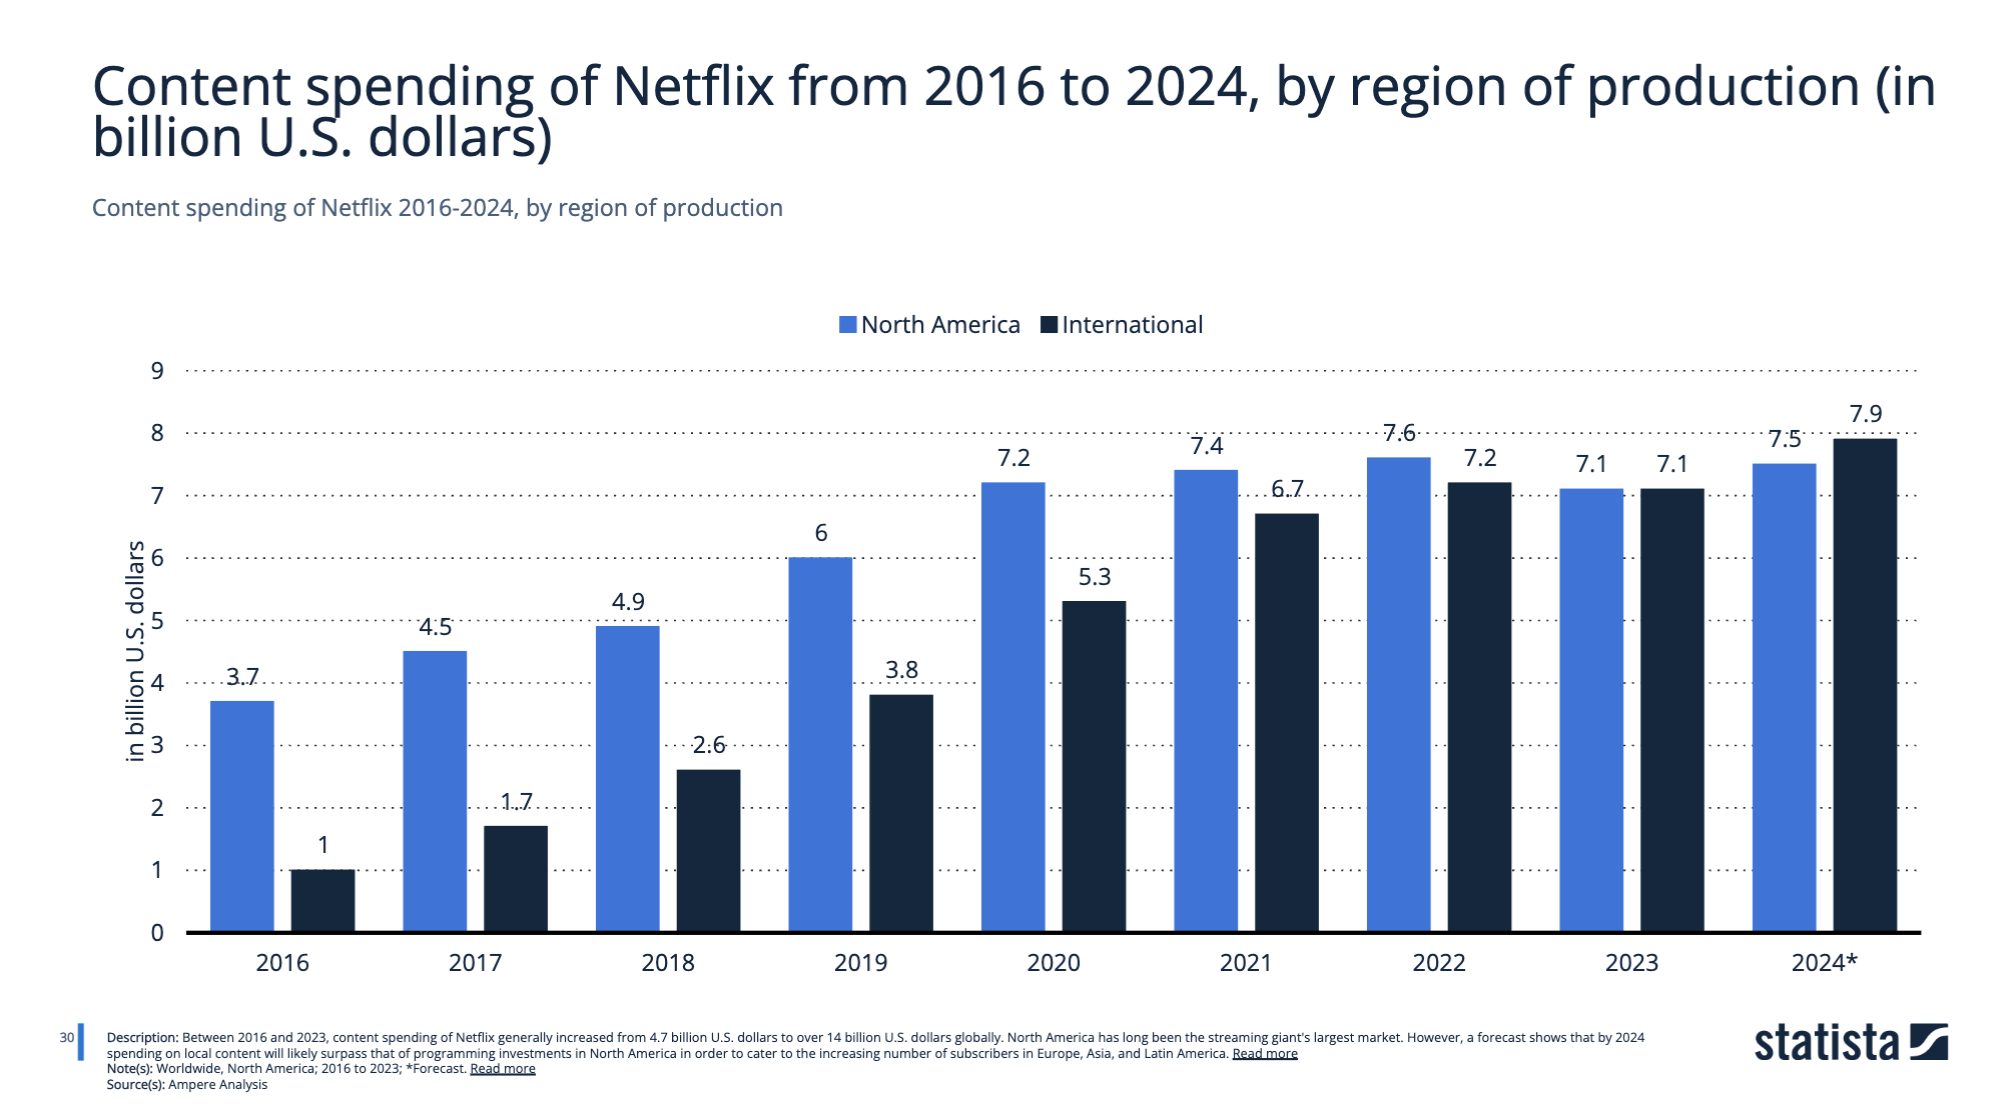 Content spending of Netflix from 2016 to 2024, by region of production (in
billion U.S. dollars)
Content spending of Netflix 2016-2024, by region of production
North America International
in billion U.S. dollars
9
8
7
6
5
4
3
2
1
0
3.7 1
4.5 1.7
4.9 2.6
6 3.8
7.2 5.3
7.4 6.7
7.6 7.2
7.1 7.1
7.5 7.9
2016 2017 2018 2019 2020 2021 2022 2023 2024*
30
Description: Between 2016 and 2023, content spending of Netflix generally increased from 4.7 billion U.S. dollars to over 14 billion U.S. dollars globally. North America has long been the streaming giant's largest market. However, a forecast shows that by 2024
spending on local content will likely surpass that of programming investments in North America in order to cater to the increasing number of subscribers in Europe, Asia, and Latin America. Read more
Note(s): Worldwide, North America; 2016 to 2023; *Forecast. Read more
Source(s): Ampere Analysis
statista